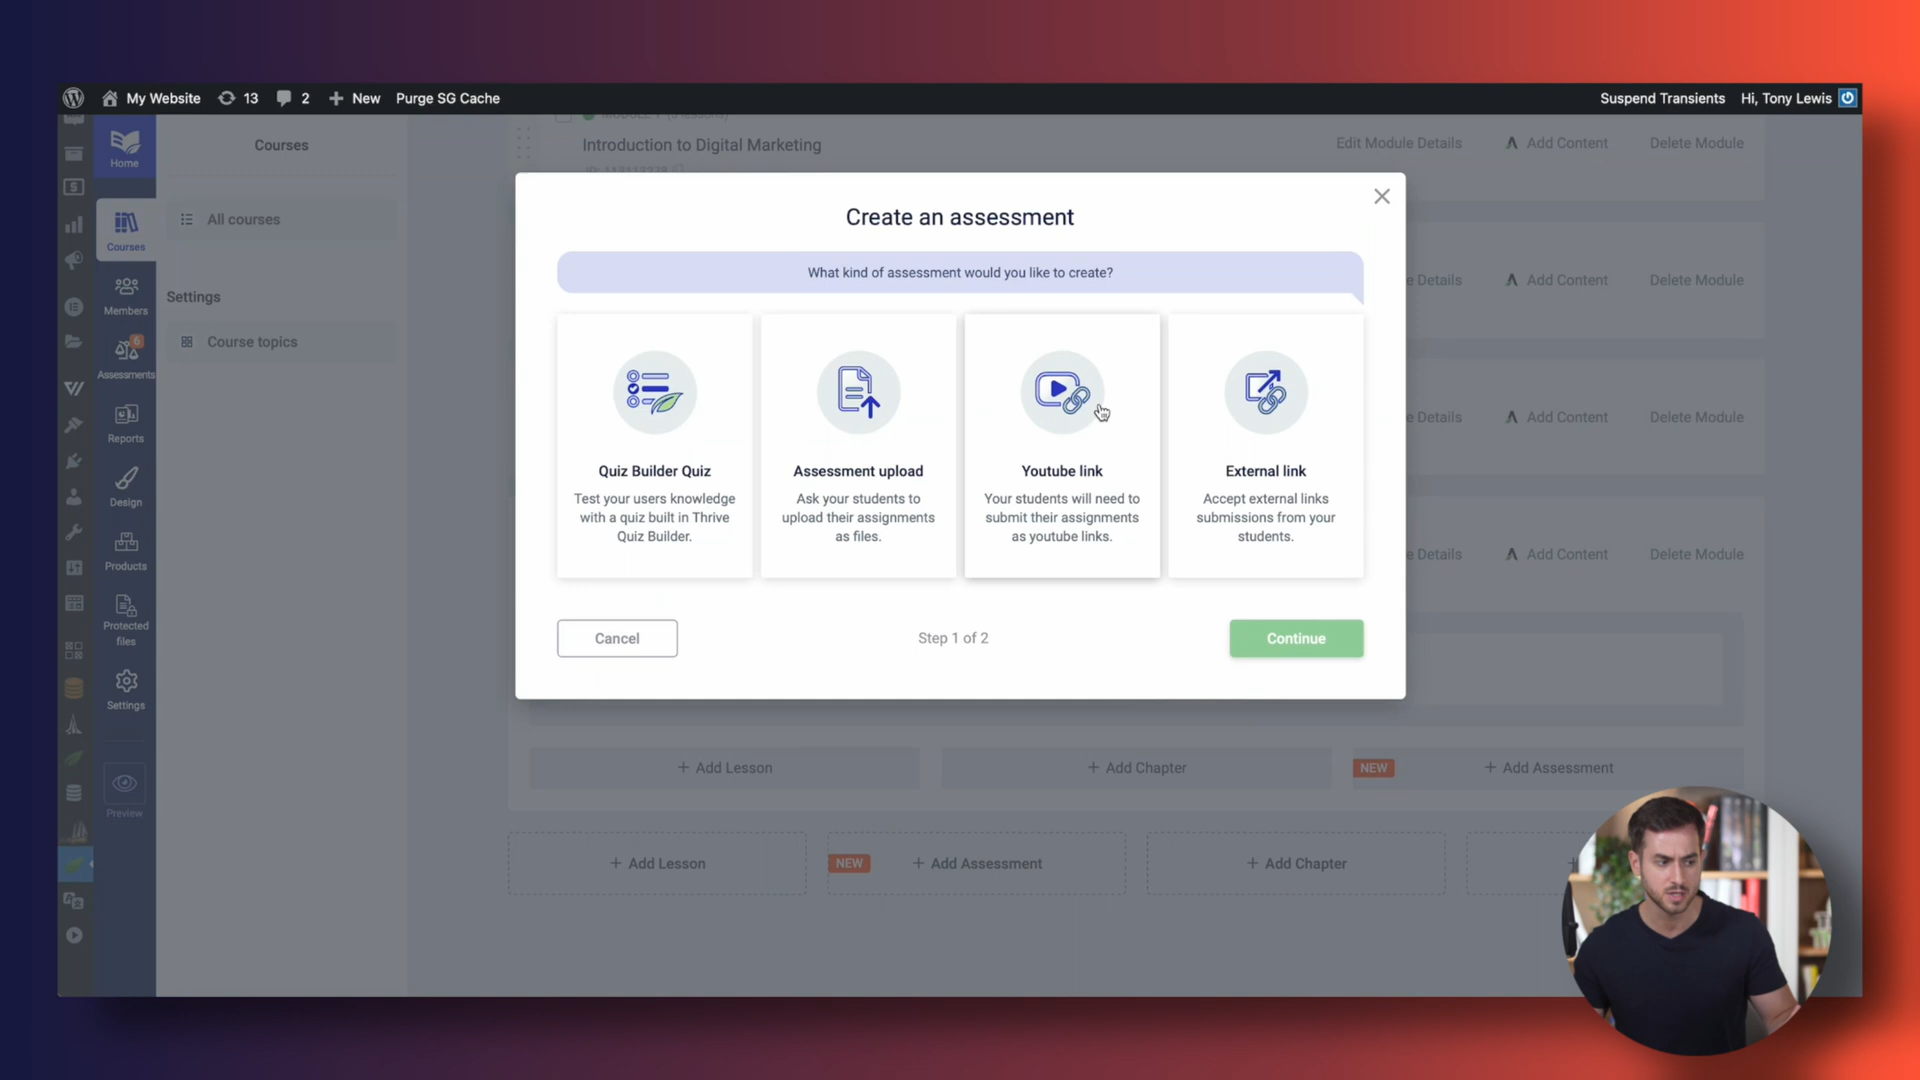 My Website
13
2
New
Purge SG Cache
Suspend Transients
Hi, Tony Lewis
Home
Courses
Members
6
Assessments
Reports
Design
Products
Protected
files
Settings
Preview
Courses
All courses
Settings
Course topics
Introduction to Digital Marketing
Edit Module Details
Add Content
Delete Module
e Details
Add Content
Delete Module
e Details
Add Content
Delete Module
e Details
Add Content
Delete Module
Create an assessment
What kind of assessment would you like to create?
Quiz Builder Quiz
Test your users knowledge
with a quiz built in Thrive
Quiz Builder.
Assessment upload
Ask your students to
upload their assignments
as files.
Youtube link
Your students will need to
submit their assignments
as youtube links.
External link
Accept external links
submissions from your
students.
Cancel
Step 1 of 2
Continue
+ Add Lesson
+ Add Chapter
NEW
+ Add Assessment
+ Add Lesson
NEW
+ Add Assessment
+ Add Chapter